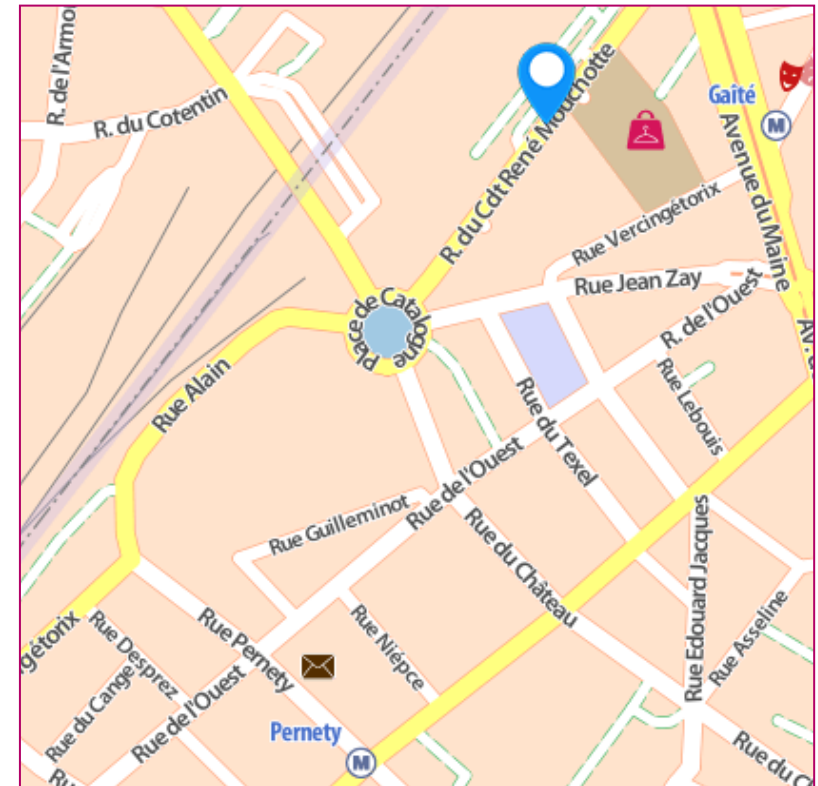 R. de l'Armo
R. du Cotentin
R. du Cdt René Mouchotte
Gaîté
M
Avenue du Maine
Rue Vercingétorix
Rue Jean Zay
R. de l'Ouest
Place de Catalogne
AV.
Rue Alain
Rue du Texel
Rue Lebouis
Rue de l'Ouest
Rue Guilleminot
Rue du Château
Rue Edouard Jacques
Rue Asseline
gétorix
Rue Desprez
Rue Pernety
Rue Niépce
Rue du Cange
Rue de l'Ouest
Pernety
M
Rue du C
Ru